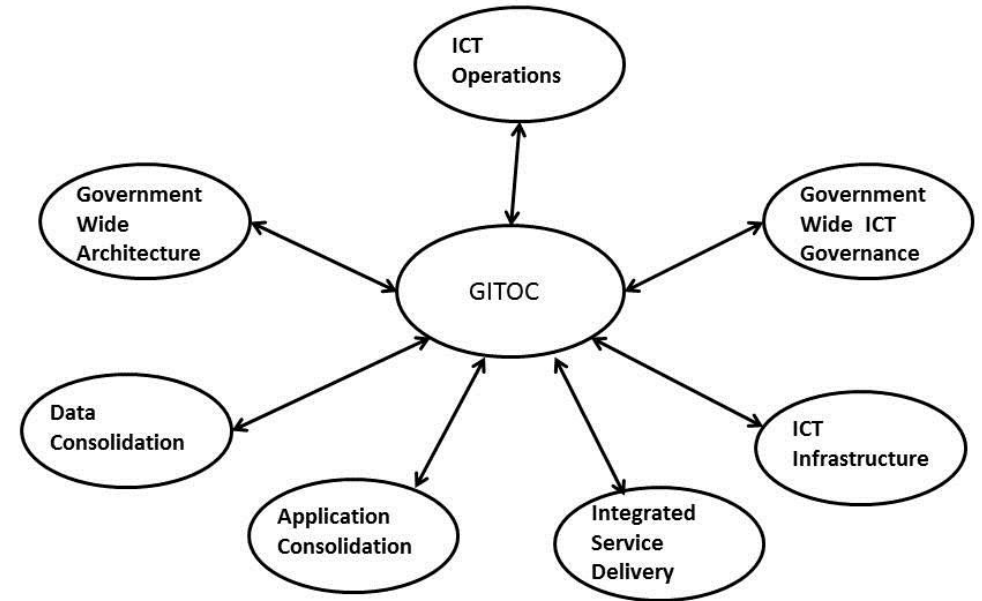 ICT
Operations
Government
Wide
Architecture
Government
Wide ICT
Governance
GITOC
Data
Consolidation
ICT
Infrastructure
Application
Consolidation
Integrated
Service
Delivery